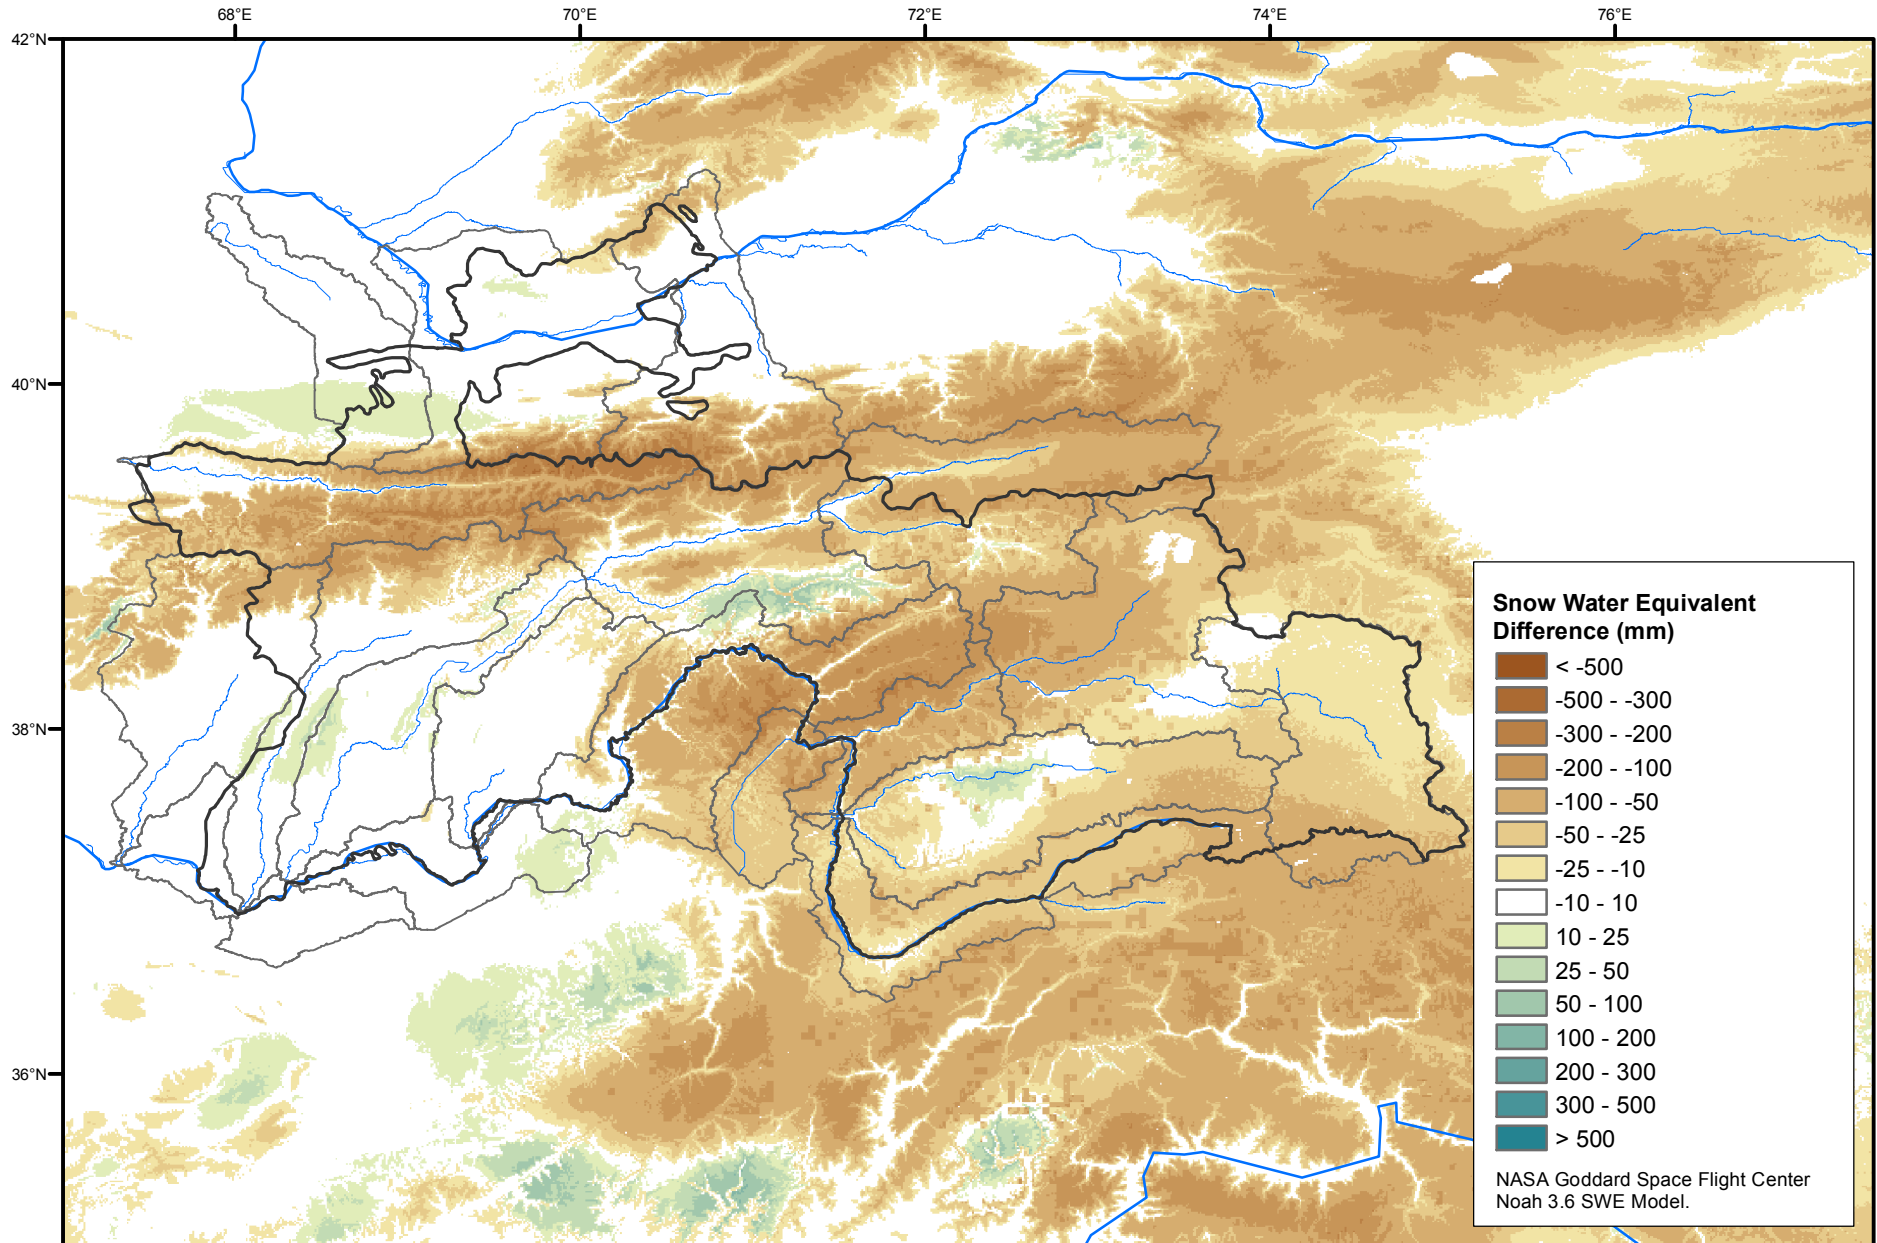 68°E
70°E
72°E
74°E
76°E
42°N
40°N
38°N
36°N
Snow Water Equivalent
Difference (mm)
< -500
-500 - -300
-300 - -200
-200 - -100
-100 - -50
-50 - -25
-25 - -10
-10 - 10
10 - 25
25 - 50
50 - 100
100 - 200
200 - 300
300 - 500
> 500
NASA Goddard Space Flight Center
Noah 3.6 SWE Model.